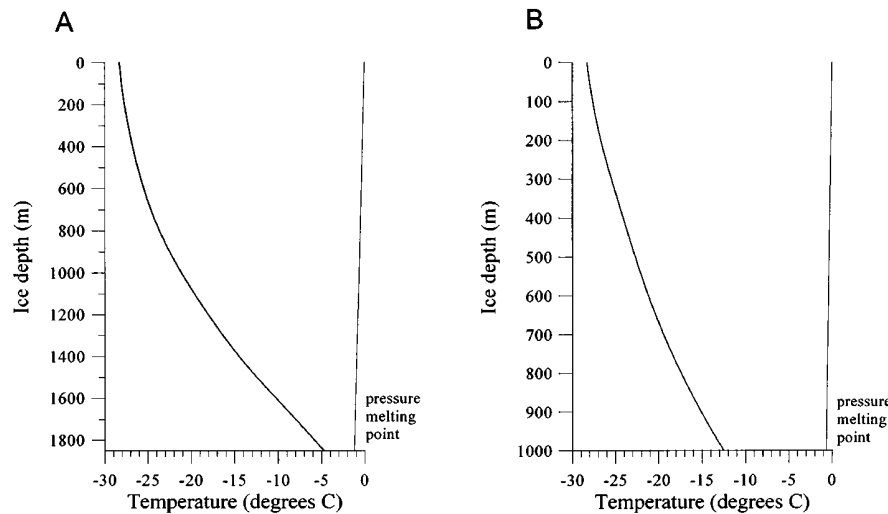 A
0
200
400
600
800
1000
1200
1400
1600
1800
Ice depth (m)
-30 -25 -20 -15 -10 -5 0
Temperature (degrees C)
pressure
melting
point
B
0
100
200
300
400
500
600
700
800
900
1000
Ice depth (m)
-30 -25 -20 -15 -10 -5 0
Temperature (degrees C)
pressure
melting
point